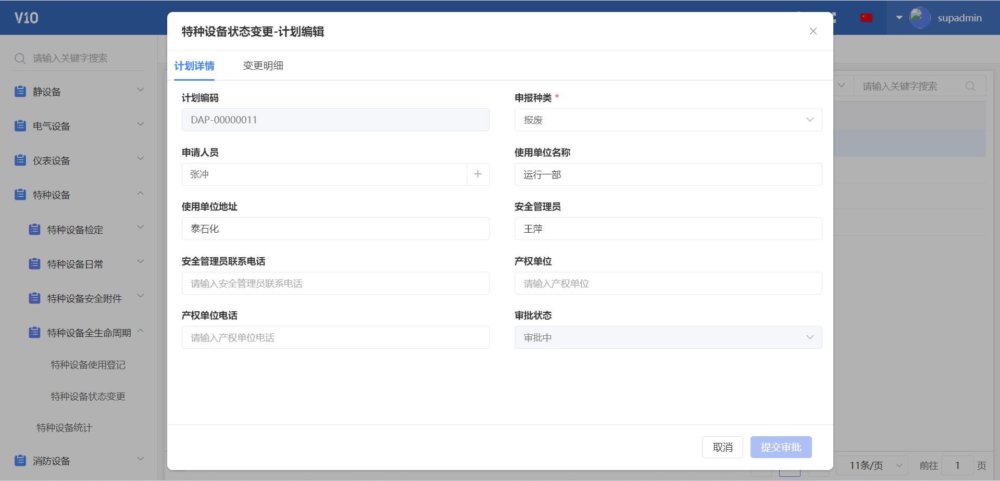 V10
supadmin
请输入关键字搜索
静设备
电气设备
仪表设备
特种设备
特种设备检定
特种设备日常
特种设备安全附件
特种设备全生命周期
特种设备使用登记
特种设备状态变更
特种设备统计
消防设备
特种设备状态变更-计划编辑
计划详情
变更明细
计划编码
DAP-00000011
申报种类 *
报废
申请人员
张冲
使用单位名称
运行一部
使用单位地址
泰石化
安全管理员
王萍
安全管理员联系电话
请输入安全管理员联系电话
产权单位
请输入产权单位
产权单位电话
请输入产权单位电话
审批状态
审批中
取消
提交审批
请输入关键字搜索
11条/页
前往 1 页